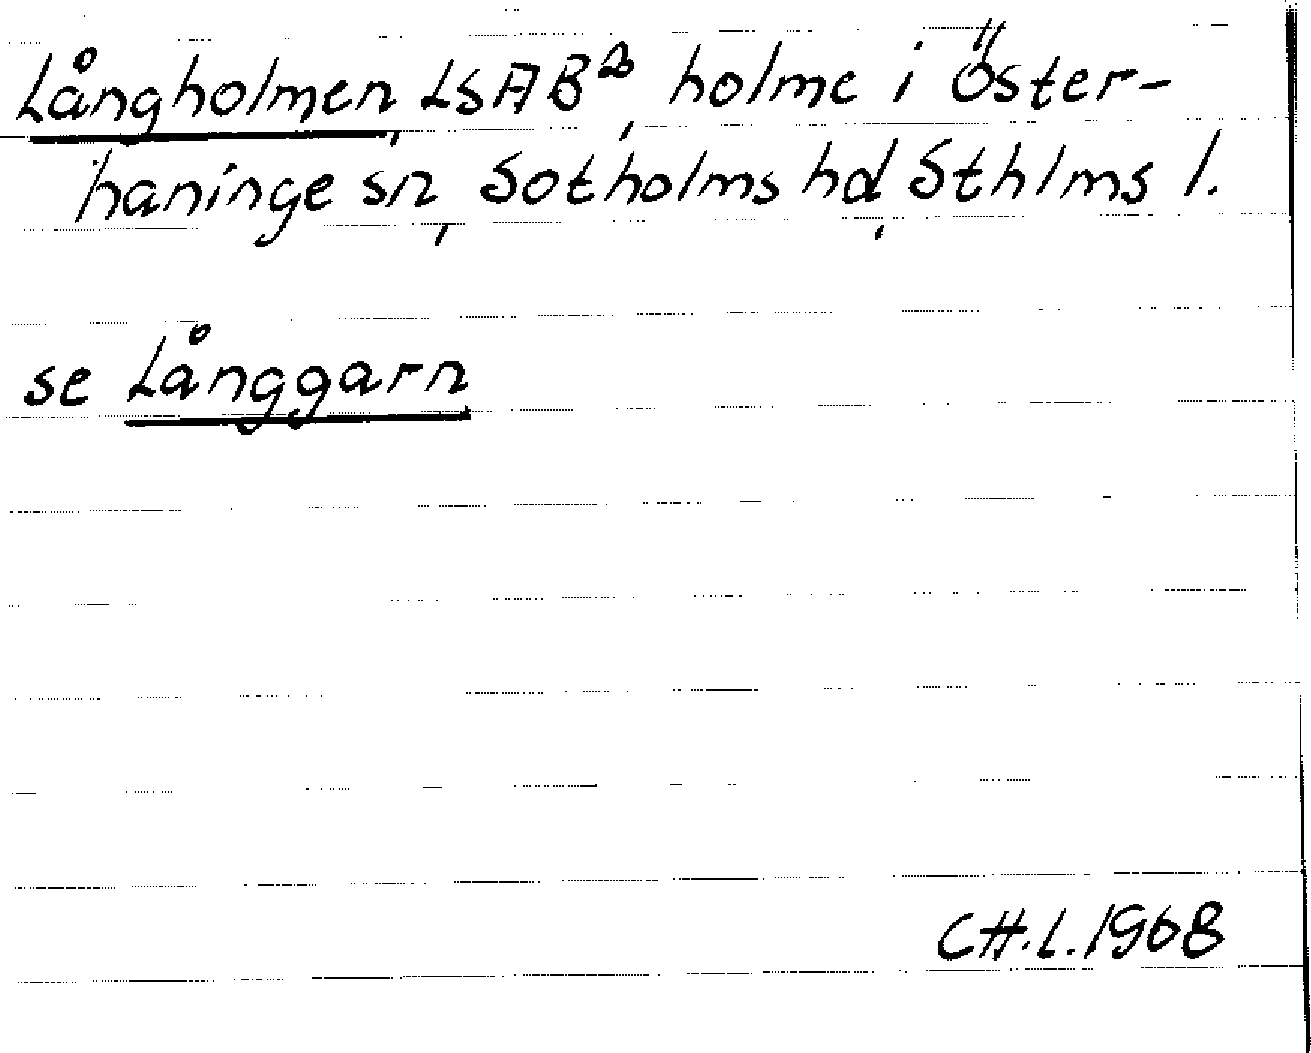 Långholmen, LSAB², holme i Öster-
haninge sn, Sotholms hd, Sthlms l.
se Långgarn
CH.L.1968